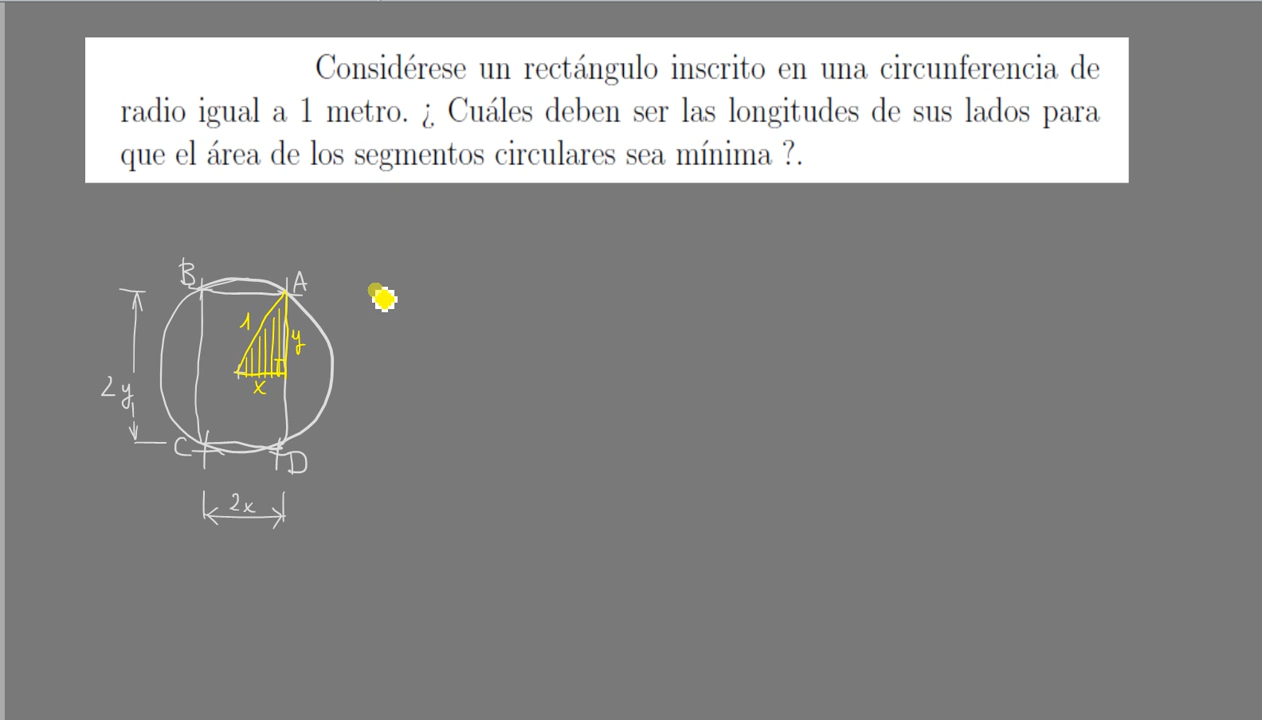 Considérese un rectángulo inscrito en una circunferencia de
radio igual a 1 metro. ¿ Cuáles deben ser las longitudes de sus lados para
que el área de los segmentos circulares sea mínima ?.
B
A
1
y
x
2y
C
D
2x